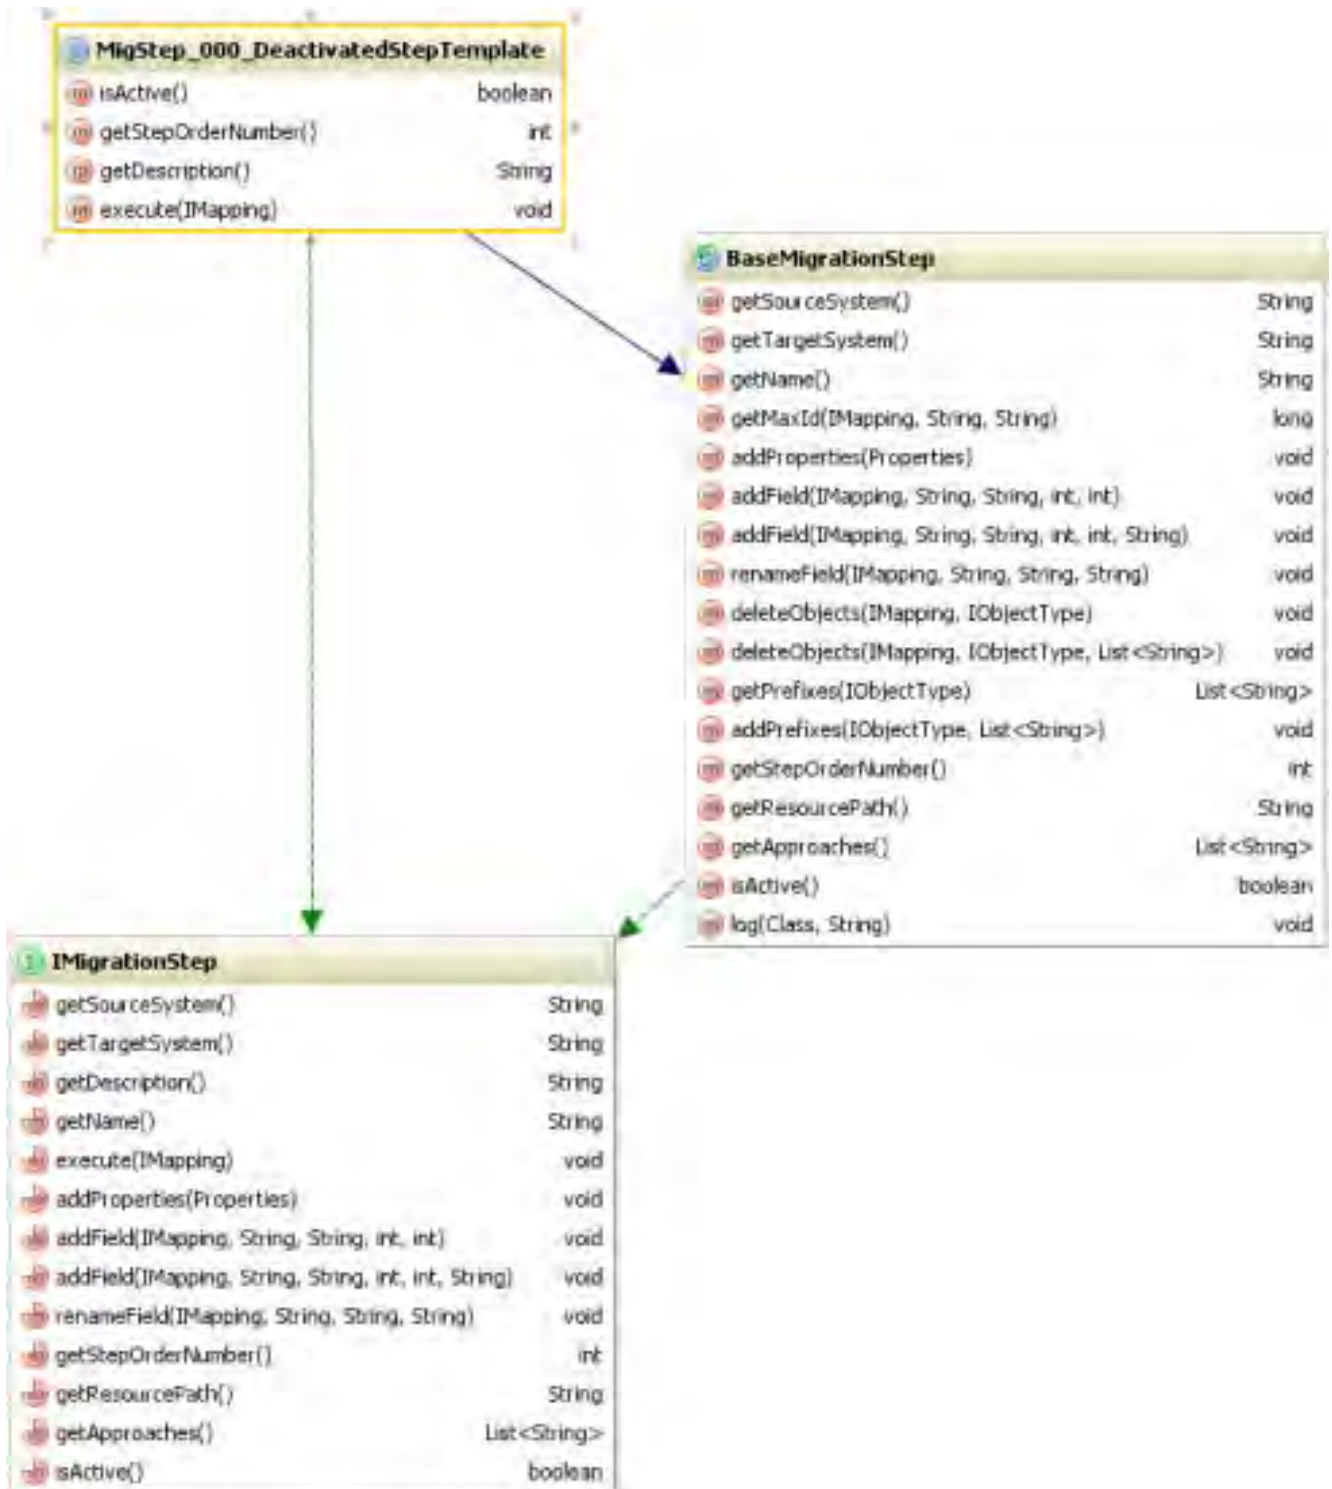 MigStep_000_DeactivatedStepTemplate
isActive() boolean
getStepOrderNumber() int
getDescription() String
execute(IMapping) void
BaseMigrationStep
getSourceSystem() String
getTargetSystem() String
getName() String
getMaxId(IMapping, String, String) long
addProperties(Properties) void
addField(IMapping, String, String, int, int) void
addField(IMapping, String, String, int, int, String) void
renameField(IMapping, String, String, String) void
deleteObjects(IMapping, IObjectType) void
deleteObjects(IMapping, IObjectType, List<String>) void
getPrefixes(IObjectType) List<String>
addPrefixes(IObjectType, List<String>) void
getStepOrderNumber() int
getResourcePath() String
getApproaches() List<String>
isActive() boolean
log(Class, String) void
IMigrationStep
getSourceSystem() String
getTargetSystem() String
getDescription() String
getName() String
execute(IMapping) void
addProperties(Properties) void
addField(IMapping, String, String, int, int) void
addField(IMapping, String, String, int, int, String) void
renameField(IMapping, String, String, String) void
getStepOrderNumber() int
getResourcePath() String
getApproaches() List<String>
isActive() boolean